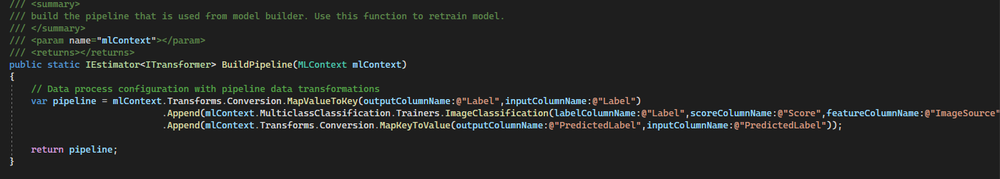 /// <summary>
/// build the pipeline that is used from model builder. Use this function to retrain model.
/// </summary>
/// <param name="mlContext"></param>
/// <returns></returns>
public static IEstimator<ITransformer> BuildPipeline(MLContext mlContext)
{
// Data process configuration with pipeline data transformations
var pipeline = mlContext.Transforms.Conversion.MapValueToKey(outputColumnName:@"Label",inputColumnName:@"Label")
.Append(mlContext.MulticlassClassification.Trainers.ImageClassification(labelColumnName:@"Label",scoreColumnName:@"Score",featureColumnName:@"ImageSource"
.Append(mlContext.Transforms.Conversion.MapKeyToValue(outputColumnName:@"PredictedLabel",inputColumnName:@"PredictedLabel"));
return pipeline;
}